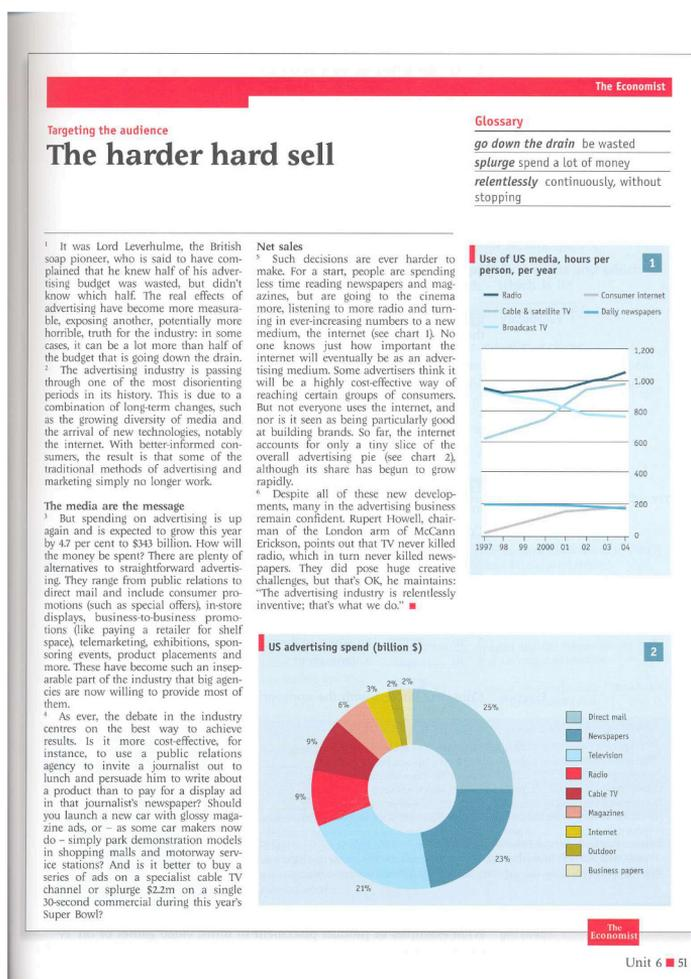 The Economist
Targeting the audience
The harder hard sell
Glossary
go down the drain be wasted
splurge spend a lot of money
relentlessly continuously, without
stopping
1 It was Lord Leverhulme, the British
soap pioneer, who is said to have com-
plained that he knew half of his adver-
tising budget was wasted, but didn't
know which half. The real effects of
advertising have become more measura-
ble, exposing another, potentially more
horrible, truth for the industry: in some
cases, it can be a lot more than half of
the budget that is going down the drain.
2 The advertising industry is passing
through one of the most disorienting
periods in its history. This is due to a
combination of long-term changes, such
as the growing diversity of media and
the arrival of new technologies, notably
the internet. With better-informed con-
sumers, the result is that some of the
traditional methods of advertising and
marketing simply no longer work.
The media are the message
3 But spending on advertising is up
again and is expected to grow this year
by 4.7 per cent to $343 billion. How will
the money be spent? There are plenty of
alternatives to straightforward advertis-
ing. They range from public relations to
direct mail and include consumer pro-
motions (such as special offers), in-store
displays, business-to-business promo-
tions (like paying a retailer for shelf
space), telemarketing, exhibitions, spon-
soring events, product placements and
more. These have become such an insep-
arable part of the industry that big agen-
cies are now willing to provide most of
them.
4 As ever, the debate in the industry
centres on the best way to achieve
results. Is it more cost-effective, for
instance, to use a public relations
agency to invite a journalist out to
lunch and persuade him to write about
a product than to pay for a display ad
in that journalist's newspaper? Should
you launch a new car with glossy maga-
zine ads, or – as some car makers now
do – simply park demonstration models
in shopping malls and motorway serv-
ice stations? And is it better to buy a
series of ads on a specialist cable TV
channel or splurge $2.2m on a single
30-second commercial during this year's
Super Bowl?
Net sales
5 Such decisions are ever harder to
make. For a start, people are spending
less time reading newspapers and mag-
azines, but are going to the cinema
more, listening to more radio and turn-
ing in ever-increasing numbers to a new
medium, the internet (see chart 1). No
one knows just how important the
internet will eventually be as an adver-
tising medium. Some advertisers think it
will be a highly cost-effective way of
reaching certain groups of consumers.
But not everyone uses the internet, and
nor is it seen as being particularly good
at building brands. So far, the internet
accounts for only a tiny slice of the
overall advertising pie (see chart 2),
although its share has begun to grow
rapidly.
6 Despite all of these new develop-
ments, many in the advertising business
remain confident. Rupert Howell, chair-
man of the London arm of McCann
Erickson, points out that TV never killed
radio, which in turn never killed news-
papers. They did pose huge creative
challenges, but that's OK, he maintains:
"The advertising industry is relentlessly
inventive; that's what we do." ■
Use of US media, hours per
person, per year
1
Radio
Consumer internet
Cable & satellite TV
Daily newspapers
Broadcast TV
1,200
1,000
800
600
400
200
0
1997 98 99 2000 01 02 03 04
US advertising spend (billion $)
2
25%
23%
21%
9%
9%
6%
3%
2%
2%
Direct mail
Newspapers
Television
Radio
Cable TV
Magazines
Internet
Outdoor
Business papers
The
Economist
Unit 6 ■ 51